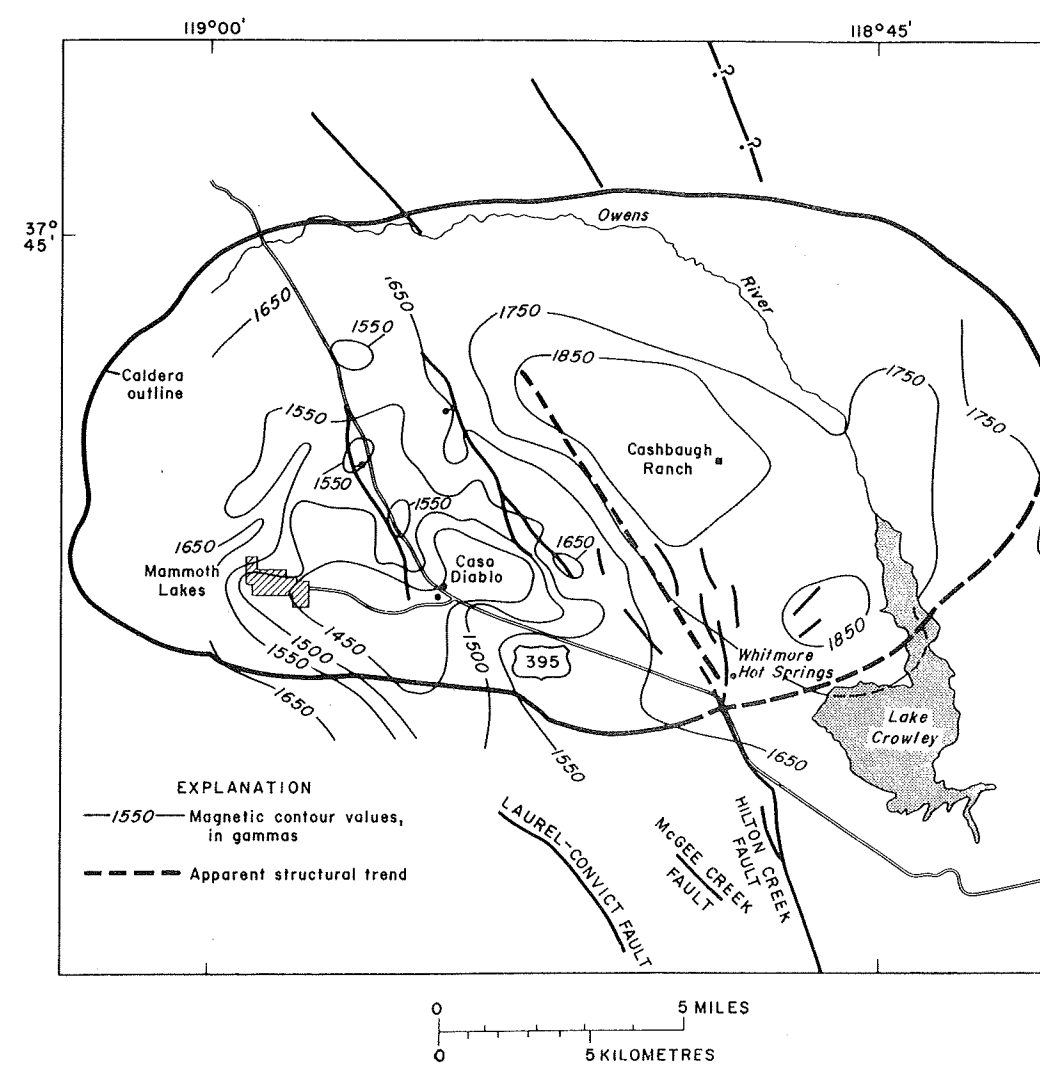 119°00'
118°45'
?
?
37°
45'
Owens
River
1650
1650
1550
1750
1850
1750
1750
Caldera
outline
1550
1550
1550
Cashbaugh
Ranch
1650
Mammoth
Lakes
Casa
Diablo
1650
1450
1500
1550
1650
1500
395
1850
Whitmore
Hot Springs
Lake
Crowley
1550
1650
EXPLANATION
1550 Magnetic contour values,
in gammas
Apparent structural trend
LAUREL-CONVICT FAULT
McGEE CREEK
FAULT
HILTON CREEK
FAULT
0 5 MILES
0 5 KILOMETRES